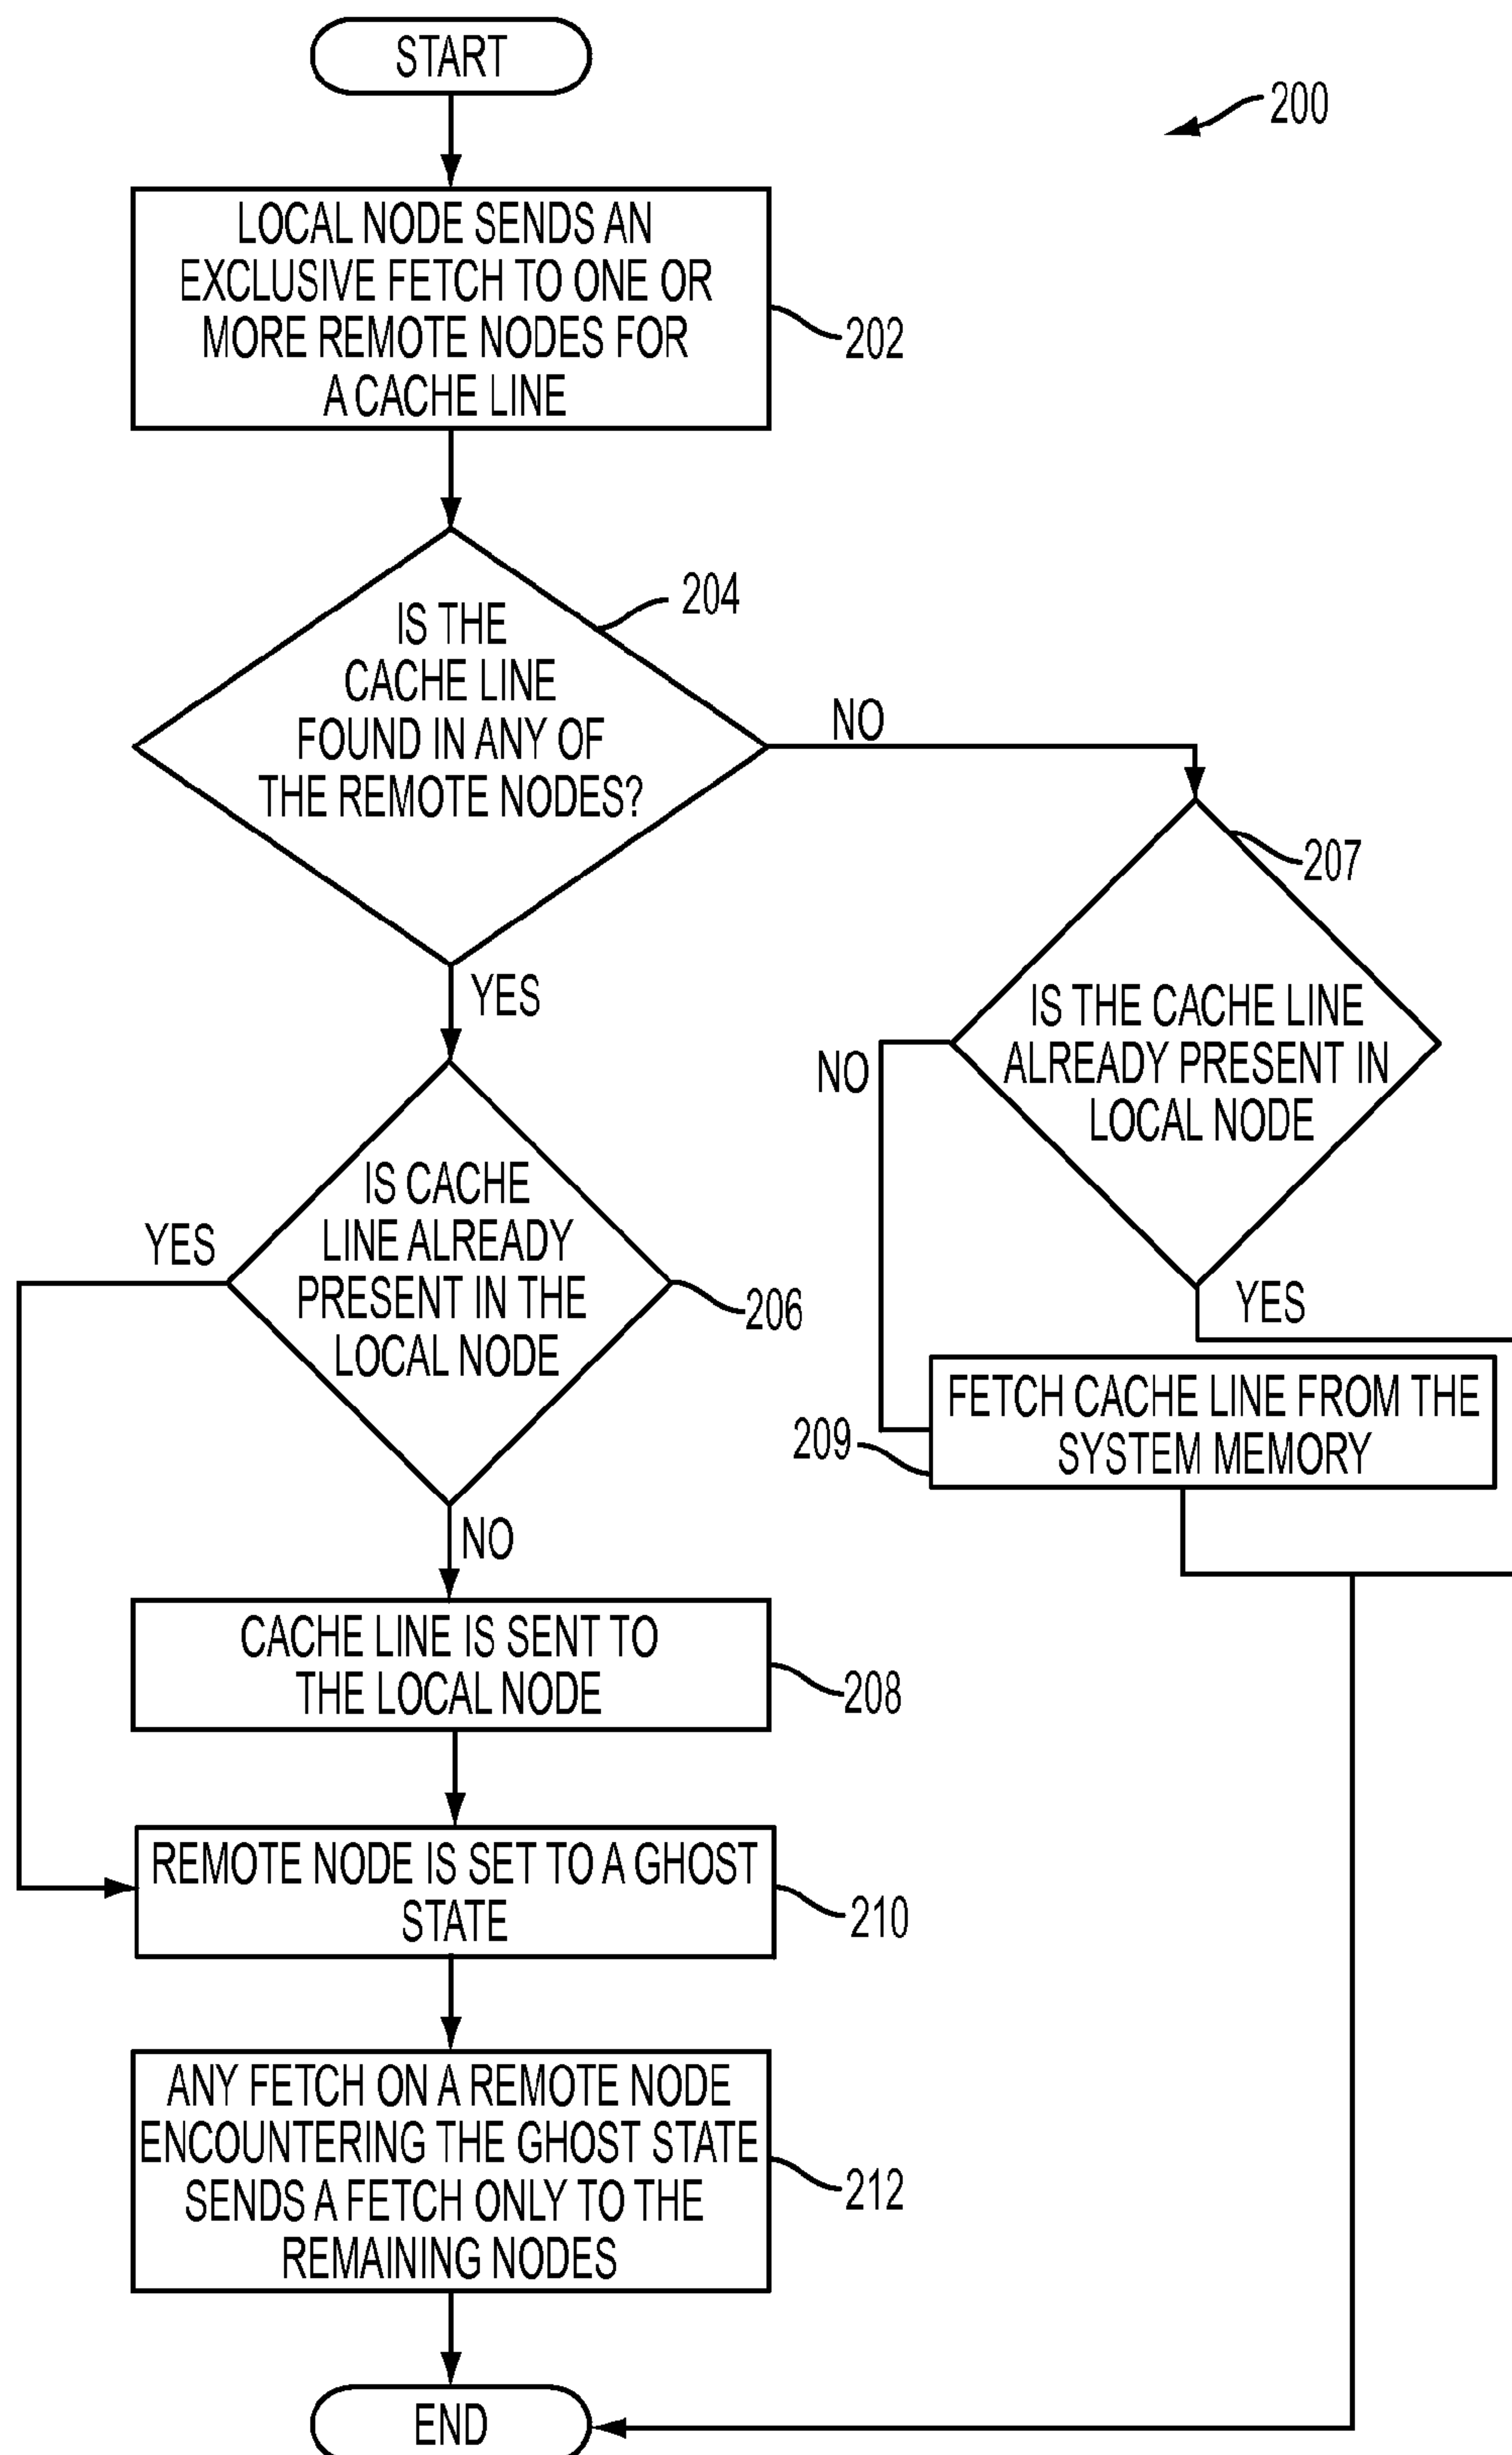 START
200
LOCAL NODE SENDS AN
EXCLUSIVE FETCH TO ONE OR
MORE REMOTE NODES FOR
A CACHE LINE
202
IS THE
CACHE LINE
FOUND IN ANY OF
THE REMOTE NODES?
204
NO
YES
207
IS THE CACHE LINE
ALREADY PRESENT IN
LOCAL NODE
NO
YES
IS CACHE
LINE ALREADY
PRESENT IN THE
LOCAL NODE
YES
206
FETCH CACHE LINE FROM THE
SYSTEM MEMORY
209
NO
CACHE LINE IS SENT TO
THE LOCAL NODE
208
REMOTE NODE IS SET TO A GHOST
STATE
210
ANY FETCH ON A REMOTE NODE
ENCOUNTERING THE GHOST STATE
SENDS A FETCH ONLY TO THE
REMAINING NODES
212
END